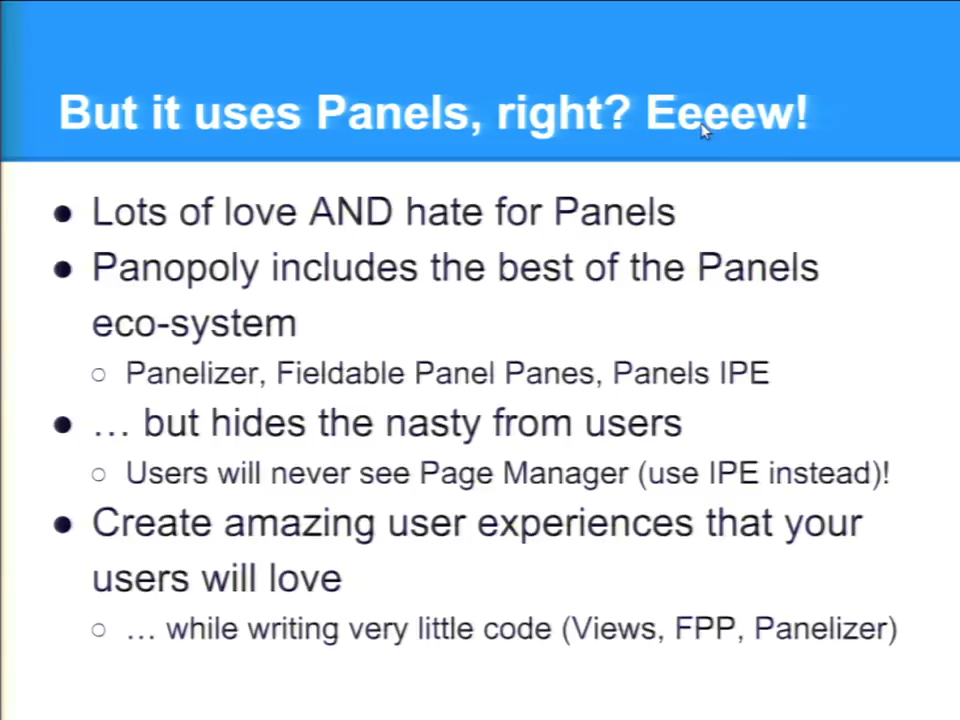 But it uses Panels, right? Eeeew!
● Lots of love AND hate for Panels
● Panopoly includes the best of the Panels
eco-system
○ Panelizer, Fieldable Panel Panes, Panels IPE
● … but hides the nasty from users
○ Users will never see Page Manager (use IPE instead)!
● Create amazing user experiences that your
users will love
○ … while writing very little code (Views, FPP, Panelizer)